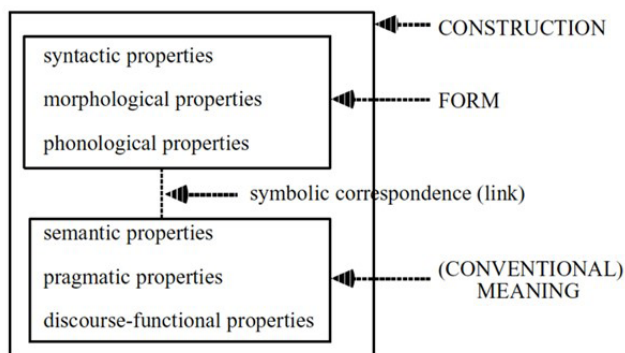 CONSTRUCTION
syntactic properties
morphological properties
FORM
phonological properties
symbolic correspondence (link)
semantic properties
pragmatic properties
(CONVENTIONAL)
MEANING
discourse-functional properties